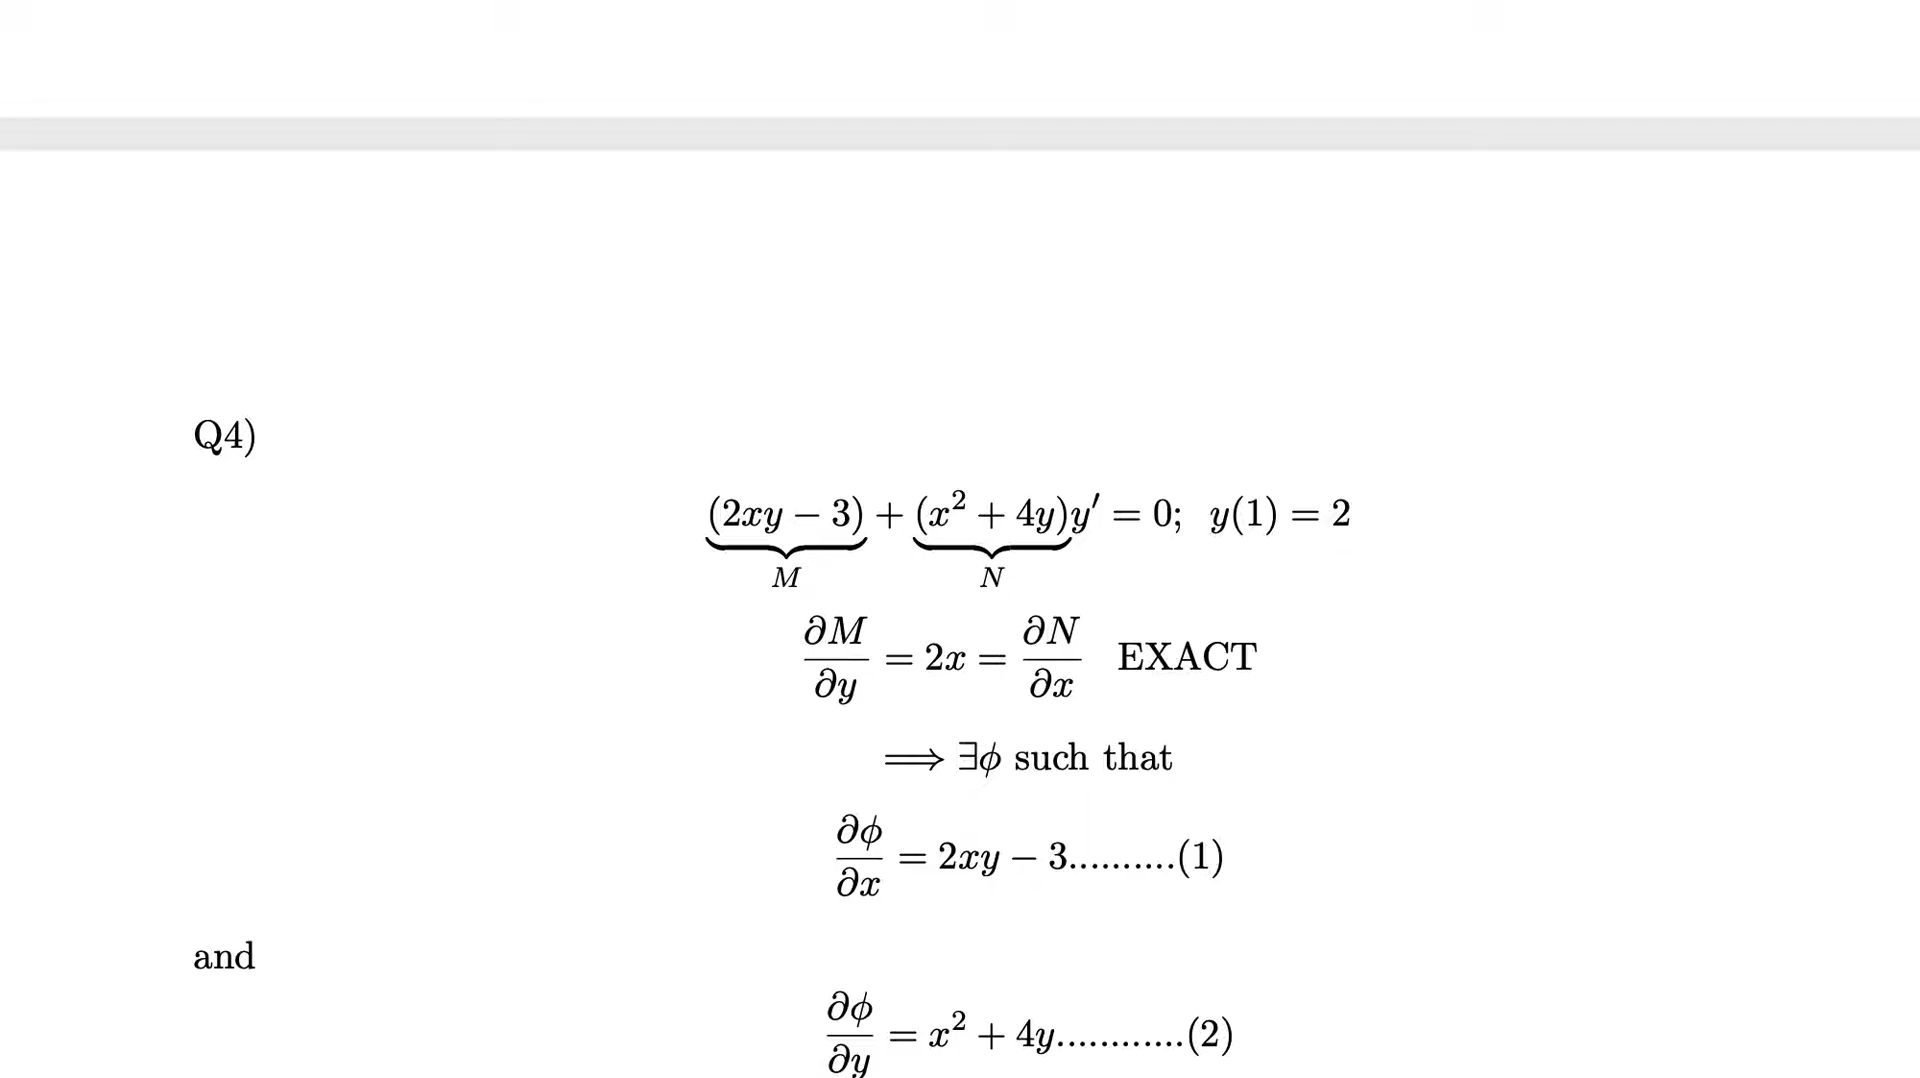 Q4)
(2xy − 3) + (x² + 4y)y′ = 0;  y(1) = 2
M N
∂M/∂y = 2x = ∂N/∂x  EXACT
⟹ ∃ϕ such that
∂ϕ/∂x = 2xy − 3..........(1)
and
∂ϕ/∂y = x² + 4y............(2)